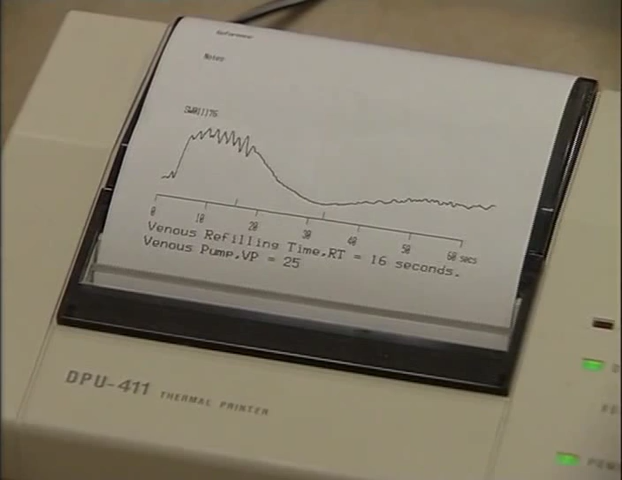 Reference
Notes
0 10 20 30 40 50 60 secs
Venous Refilling Time,RT = 16 seconds.
Venous Pump,VP = 25
DPU-411 THERMAL PRINTER